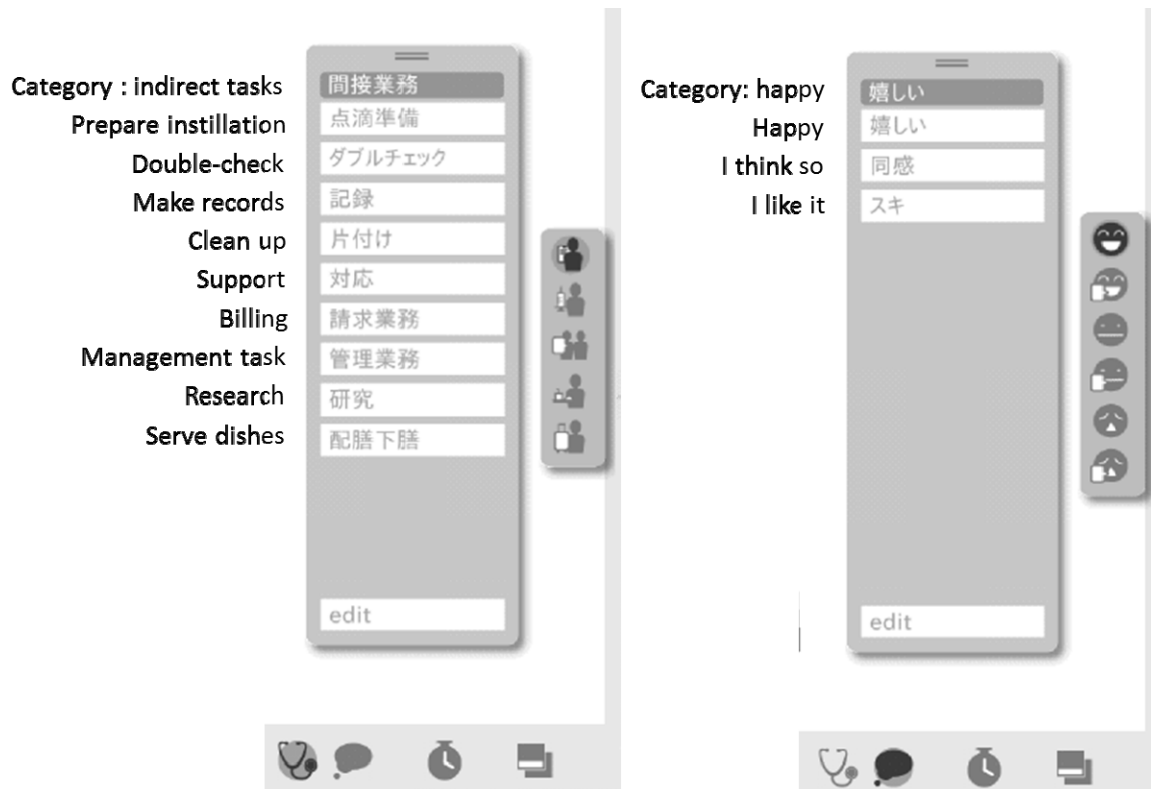 Category : indirect tasks
Prepare instillation
Double-check
Make records
Clean up
Support
Billing
Management task
Research
Serve dishes
間接業務
点滴準備
ダブルチェック
記録
片付け
対応
請求業務
管理業務
研究
配膳下膳
edit
Category: happy
Happy
I think so
I like it
嬉しい
嬉しい
同感
スキ
edit